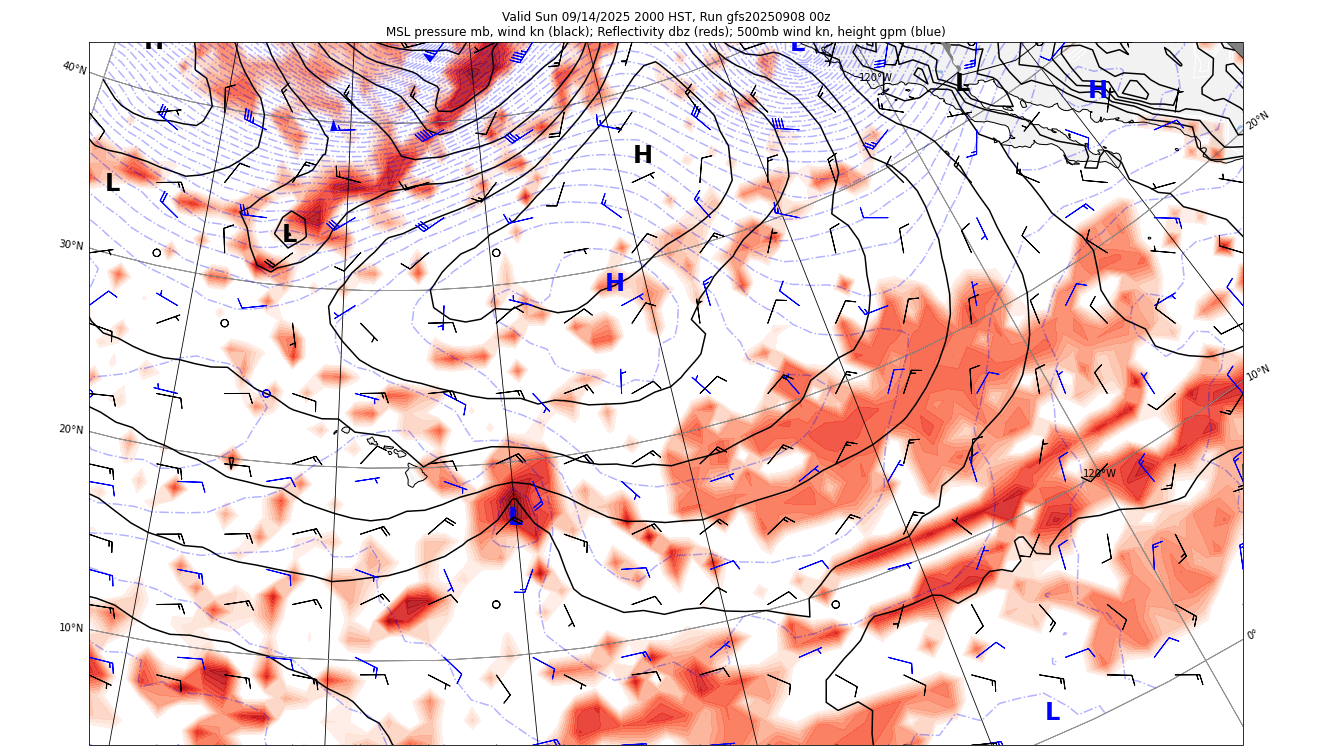 Valid Sun 09/14/2025 2000 HST, Run gfs20250908 00z
MSL pressure mb, wind kn (black); Reflectivity dbz (reds); 500mb wind kn, height gpm (blue)
H
L
40°N
120°W
L
H
20°N
H
L
L
30°N
H
10°N
20°N
120°W
L
10°N
0°
L